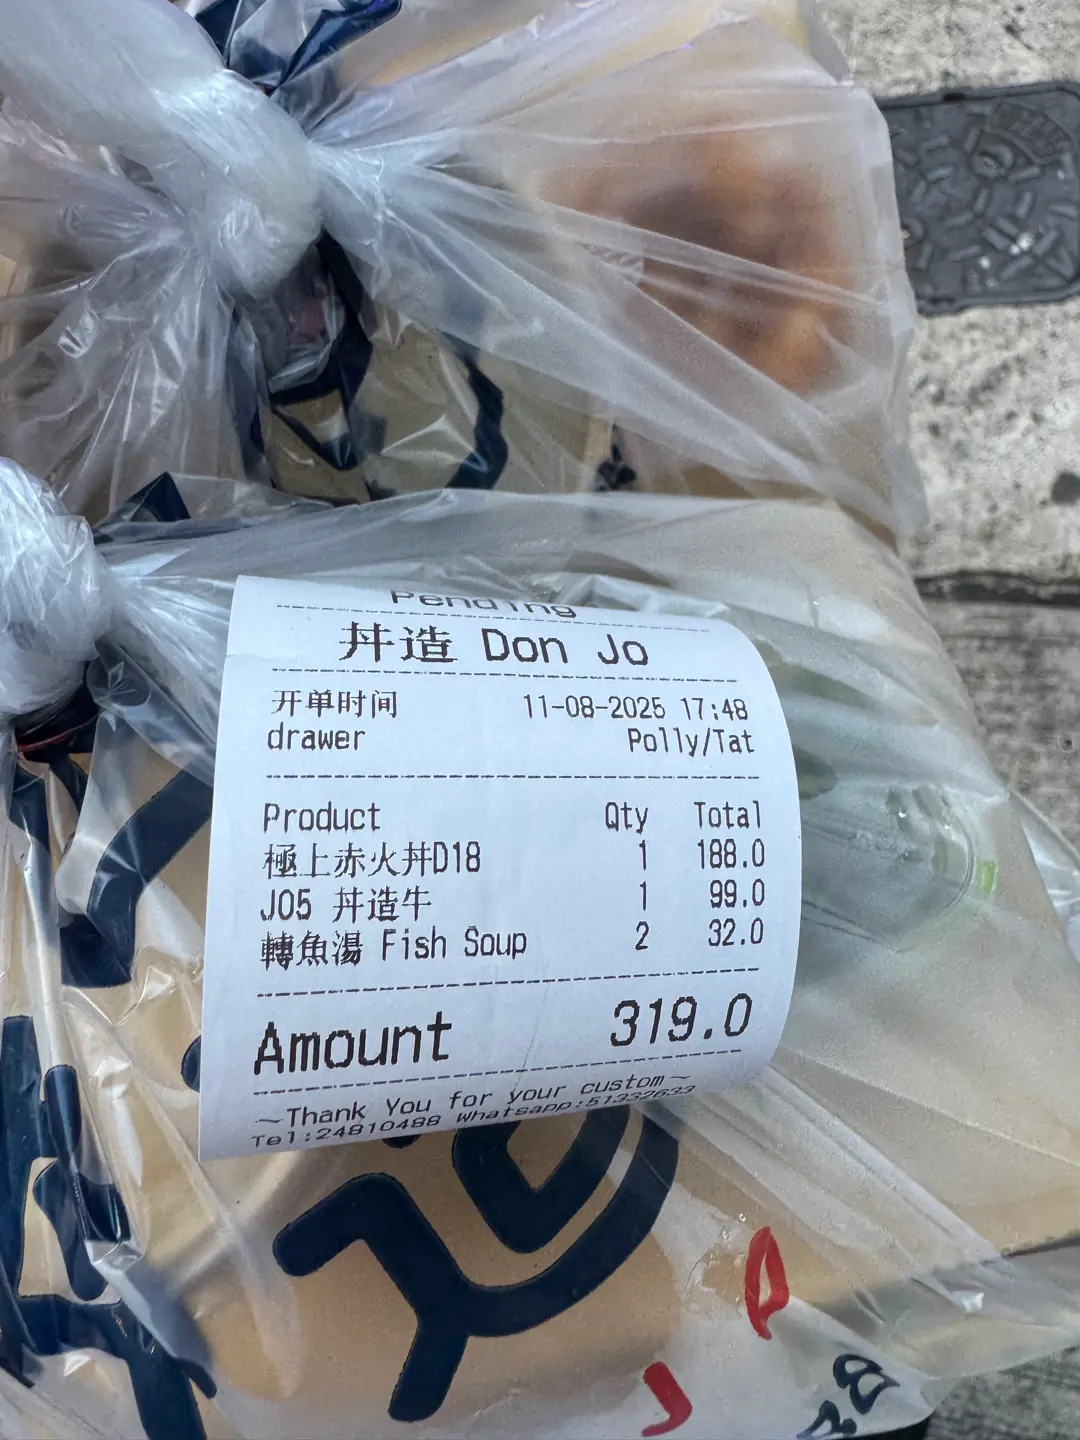 Pending
丼造 Don Jo
开单时间 11-08-2025 17:48
drawer Polly/Tat
Product Qty Total
極上赤火丼D18 1 188.0
J05 丼造牛 1 99.0
轉魚湯 Fish Soup 2 32.0
Amount 319.0
~Thank You for your custom~
Tel:24810488 Whatsapp:51332633